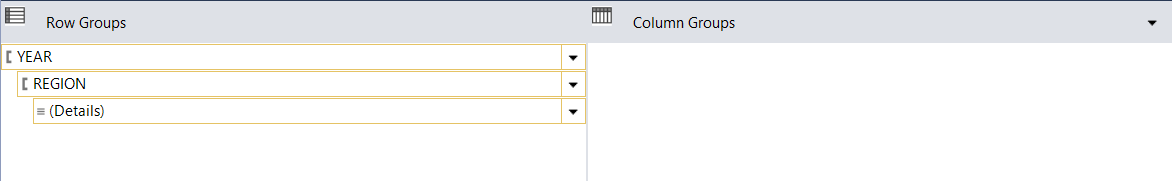 Row Groups
Column Groups
YEAR
REGION
(Details)